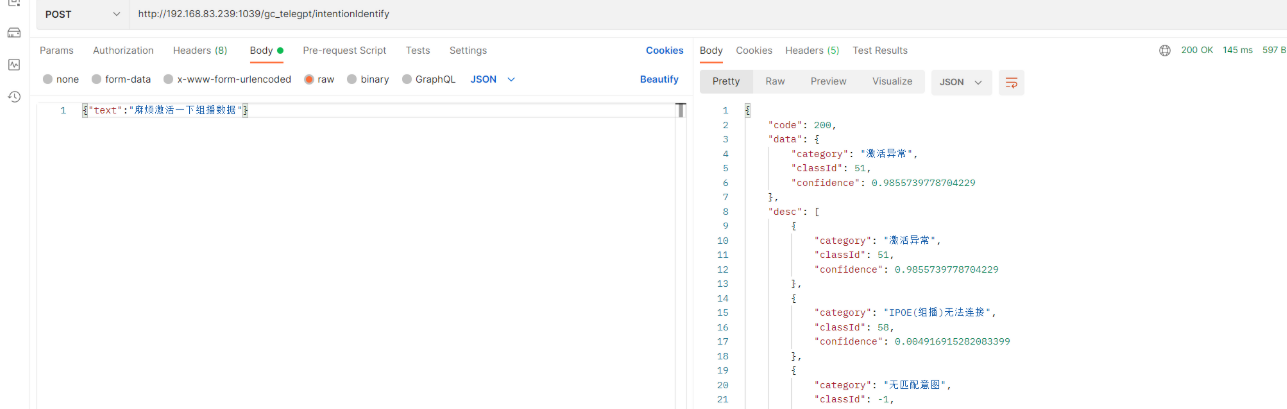 POST http://192.168.83.239:1039/gc_telegpt/intentionIdentify
Params Authorization Headers (8) Body Pre-request Script Tests Settings Cookies
none form-data x-www-form-urlencoded raw binary GraphQL JSON Beautify
1 {"text":"麻烦激活一下组播数据"}
Body Cookies Headers (5) Test Results 200 OK 145 ms 597 B
Pretty Raw Preview Visualize JSON
1 {
2 "code": 200,
3 "data": {
4 "category": "激活异常",
5 "classId": 51,
6 "confidence": 0.9855739778704229
7 },
8 "desc": [
9 {
10 "category": "激活异常",
11 "classId": 51,
12 "confidence": 0.9855739778704229
13 },
14 {
15 "category": "IPOE(组播)无法连接",
16 "classId": 58,
17 "confidence": 0.004916915282083399
18 },
19 {
20 "category": "无匹配意图",
21 "classId": -1,